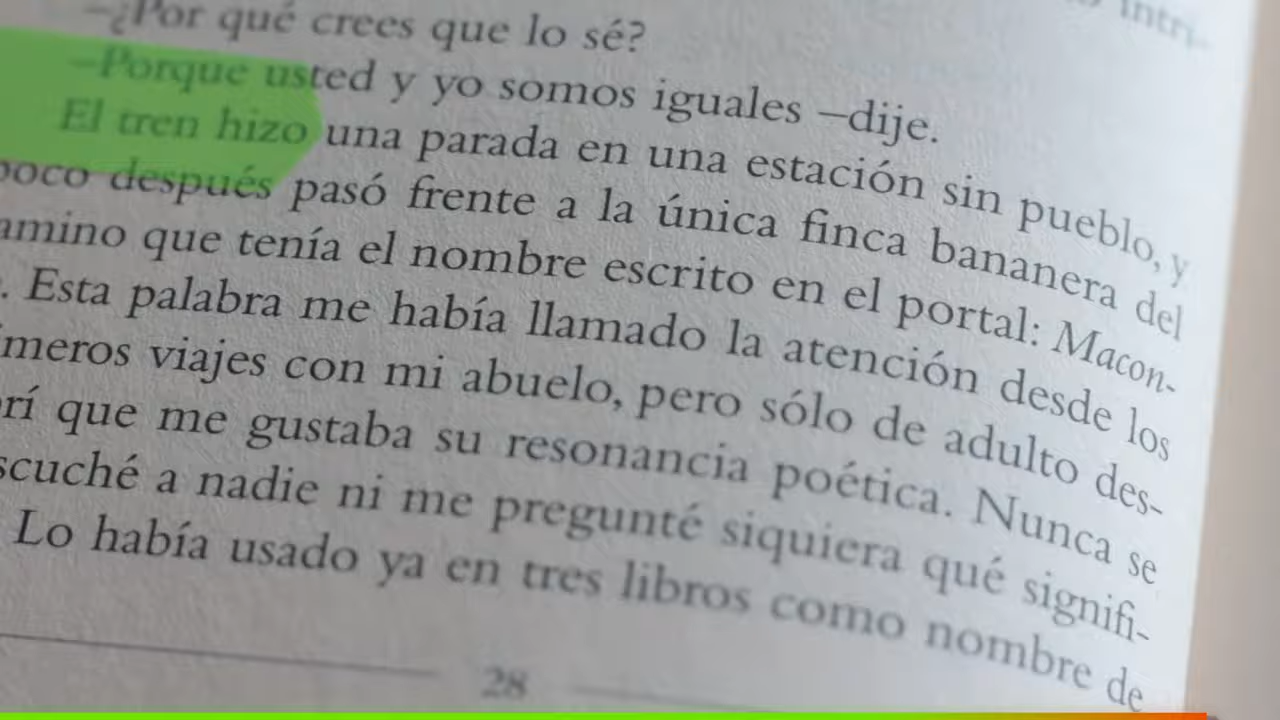 –¿Por qué crees que lo sé?
–Porque usted y yo somos iguales –dije.
El tren hizo una parada en una estación sin pueblo, y
poco después pasó frente a la única finca bananera del
amino que tenía el nombre escrito en el portal: Macon-
. Esta palabra me había llamado la atención desde los
imeros viajes con mi abuelo, pero sólo de adulto des-
rí que me gustaba su resonancia poética. Nunca se
scuché a nadie ni me pregunté siquiera qué signifi-
Lo había usado ya en tres libros como nombre de
28